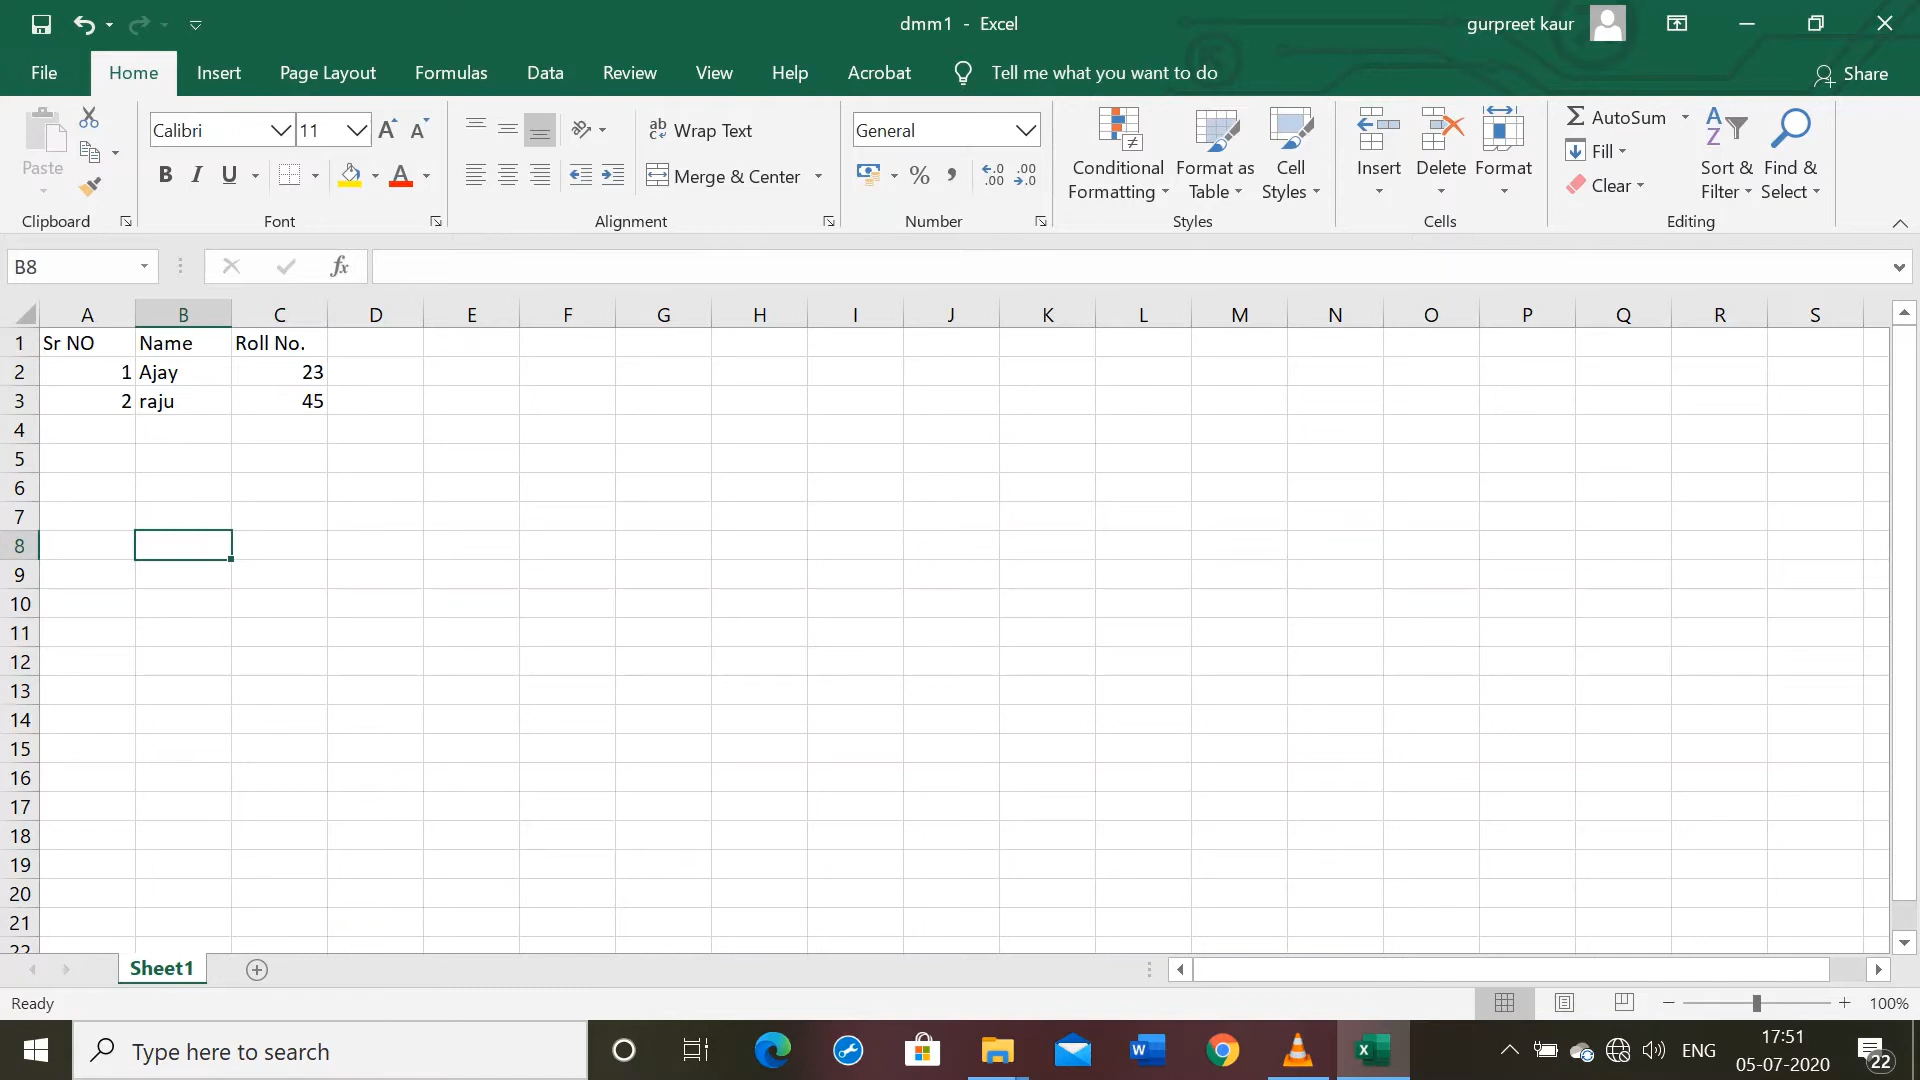 dmm1 - Excel
gurpreet kaur
File Home Insert Page Layout Formulas Data Review View Help Acrobat Tell me what you want to do Share
Paste
Clipboard
Calibri 11
B I U
Font
Wrap Text
Merge & Center
Alignment
General
Number
Conditional Formatting
Format as Table
Cell Styles
Styles
Insert Delete Format
Cells
AutoSum
Fill
Clear
Sort & Filter
Find & Select
Editing
B8 fx
A B C D E F G H I J K L M N O P Q R S
1 Sr NO Name Roll No.
2 1 Ajay 23
3 2 raju 45
4
5
6
7
8
9
10
11
12
13
14
15
16
17
18
19
20
21
22
Sheet1
Ready 100%
Type here to search
ENG
17:51
05-07-2020
22